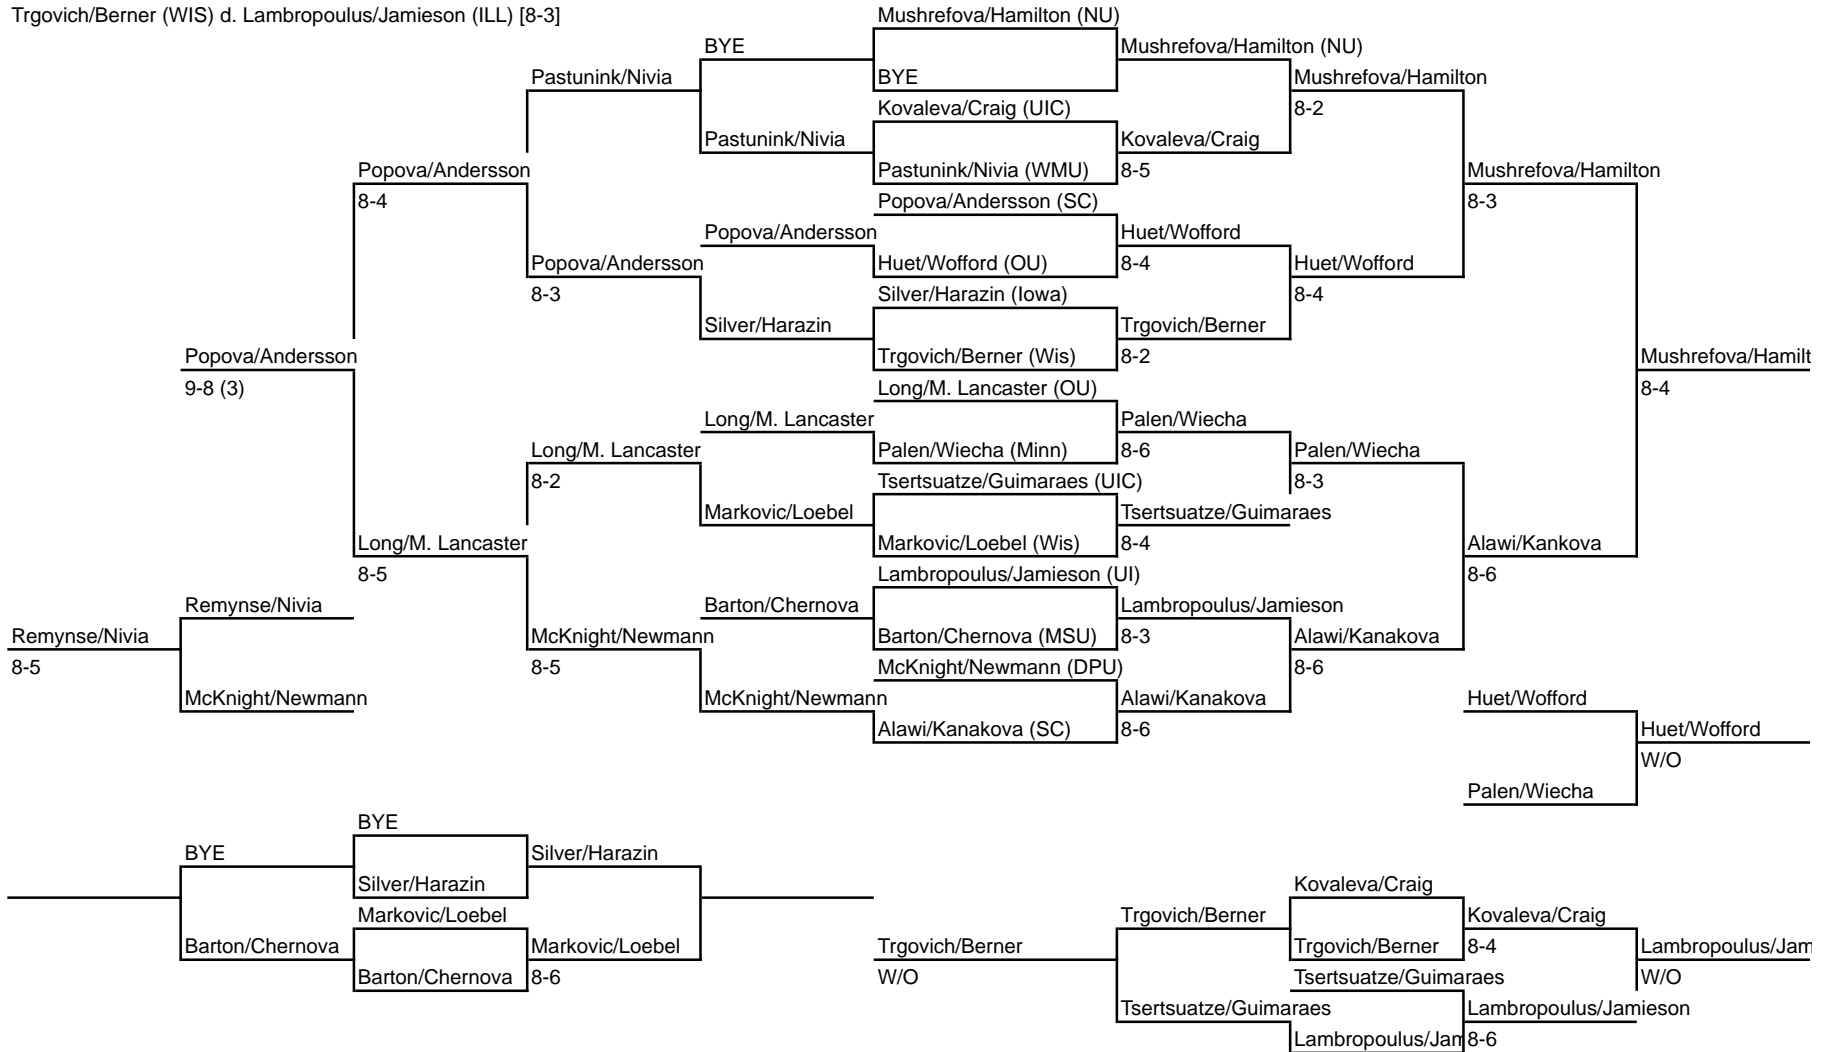 Trgovich/Berner (WIS) d. Lambropoulus/Jamieson (ILL) [8-3]
Mushrefova/Hamilton (NU)
BYE
Mushrefova/Hamilton (NU)
Pastunink/Nivia
BYE
Mushrefova/Hamilton
Kovaleva/Craig (UIC)
8-2
Pastunink/Nivia
Kovaleva/Craig
Popova/Andersson
Pastunink/Nivia (WMU)
8-5
Mushrefova/Hamilton
8-4
Popova/Andersson (SC)
8-3
Popova/Andersson
Huet/Wofford
Popova/Andersson
Huet/Wofford (OU)
8-4
Huet/Wofford
8-3
Silver/Harazin (Iowa)
8-4
Silver/Harazin
Trgovich/Berner
Popova/Andersson
Trgovich/Berner (Wis)
8-2
Mushrefova/Hamilt
9-8 (3)
Long/M. Lancaster (OU)
8-4
Long/M. Lancaster
Palen/Wiecha
Long/M. Lancaster
Palen/Wiecha (Minn)
8-6
Palen/Wiecha
8-2
Tsertsuatze/Guimaraes (UIC)
8-3
Markovic/Loebel
Tsertsuatze/Guimaraes
Long/M. Lancaster
Markovic/Loebel (Wis)
8-4
Alawi/Kankova
8-5
Lambropoulus/Jamieson (UI)
8-6
Remynse/Nivia
Barton/Chernova
Lambropoulus/Jamieson
Remynse/Nivia
McKnight/Newmann
Barton/Chernova (MSU)
8-3
Alawi/Kanakova
8-5
8-5
McKnight/Newmann (DPU)
8-6
McKnight/Newmann
McKnight/Newmann
Alawi/Kanakova
Huet/Wofford
Alawi/Kanakova (SC)
8-6
Huet/Wofford
W/O
Palen/Wiecha
BYE
BYE
Silver/Harazin
Silver/Harazin
Kovaleva/Craig
Markovic/Loebel
Trgovich/Berner
Kovaleva/Craig
Barton/Chernova
Markovic/Loebel
Trgovich/Berner
Trgovich/Berner
8-4
Lambropoulus/Jam
Barton/Chernova
8-6
W/O
Tsertsuatze/Guimaraes
W/O
Tsertsuatze/Guimaraes
Lambropoulus/Jamieson
Lambropoulus/Jam
8-6